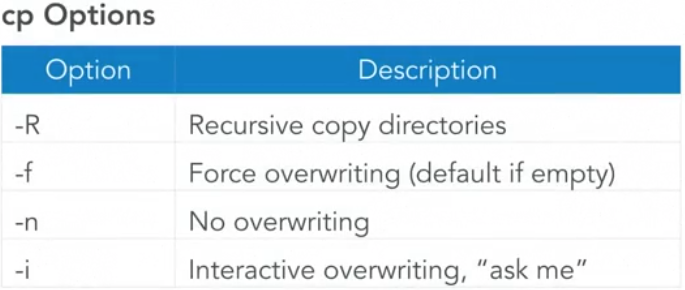 cp Options
Option Description
-R Recursive copy directories
-f Force overwriting (default if empty)
-n No overwriting
-i Interactive overwriting, “ask me”